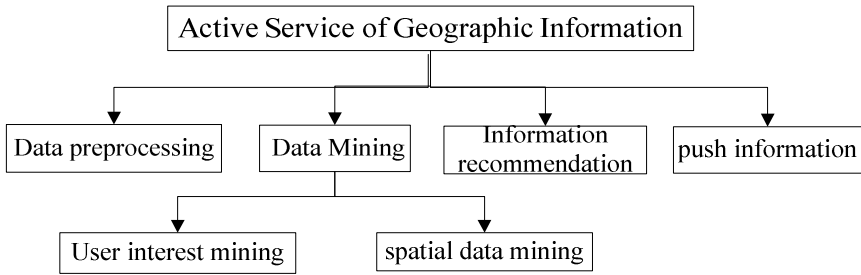 Active Service of Geographic Information
Data preprocessing
Data Mining
Information
recommendation
push information
User interest mining
spatial data mining